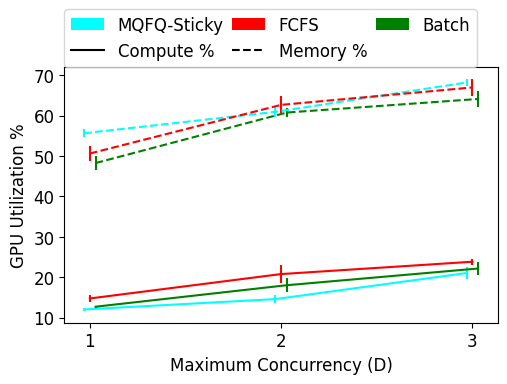 MQFQ-Sticky FCFS Batch
Compute % Memory %
70
60
50
40
30
20
10
GPU Utilization %
1 2 3
Maximum Concurrency (D)